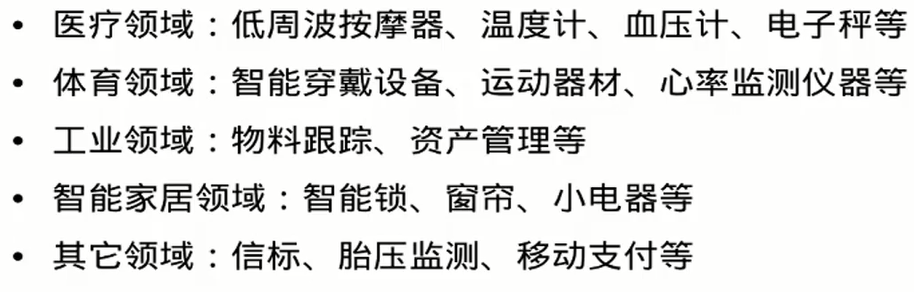 • 医疗领域：低周波按摩器、温度计、血压计、电子秤等
• 体育领域：智能穿戴设备、运动器材、心率监测仪器等
• 工业领域：物料跟踪、资产管理等
• 智能家居领域：智能锁、窗帘、小电器等
• 其它领域：信标、胎压监测、移动支付等